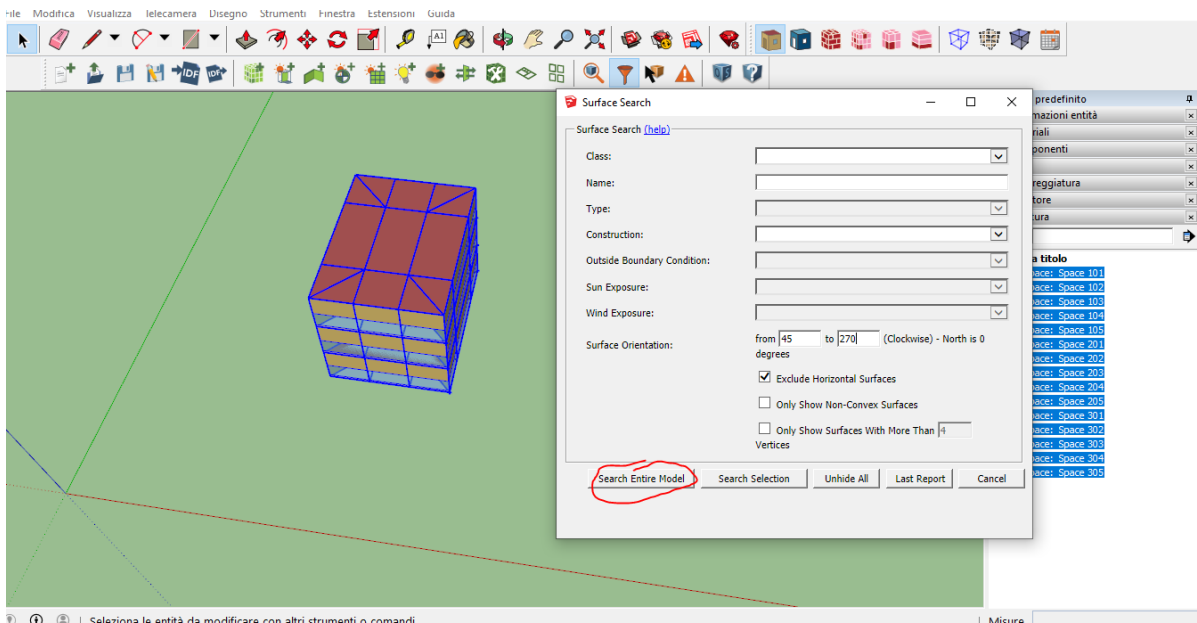 File Modifica Visualizza Telecamera Disegno Strumenti Finestra Estensioni Guida
A1
IDF IDF
Surface Search
Surface Search (help)
Class:
Name:
Type:
Construction:
Outside Boundary Condition:
Sun Exposure:
Wind Exposure:
Surface Orientation:
from 45 to 270 (Clockwise) - North is 0
degrees
Exclude Horizontal Surfaces
Only Show Non-Convex Surfaces
Only Show Surfaces With More Than 4
Vertices
Search Entire Model Search Selection Unhide All Last Report Cancel
predefinito
mazioni entità
riali
ponenti
reggiatura
tore
tura
a titolo
pace: Space 101
pace: Space 102
pace: Space 103
pace: Space 104
pace: Space 105
pace: Space 201
pace: Space 202
pace: Space 203
pace: Space 204
pace: Space 205
pace: Space 301
pace: Space 302
pace: Space 303
pace: Space 304
pace: Space 305
Seleziona le entità da modificare con altri strumenti o comandi. Misure